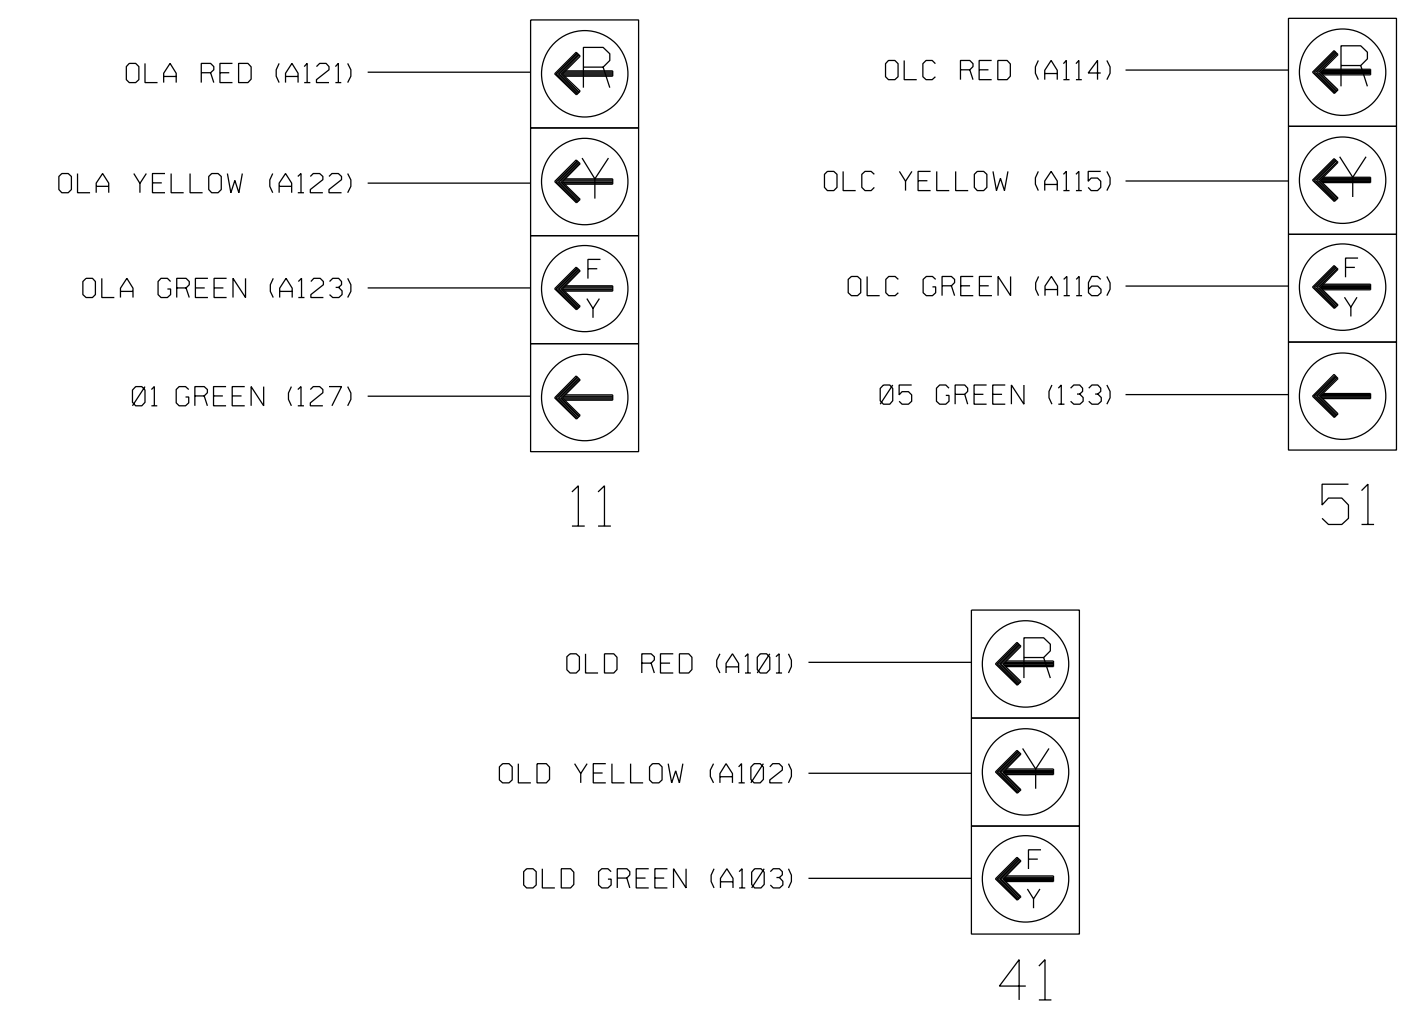 OLA RED (A121)
R
OLA YELLOW (A122)
Y
OLA GREEN (A123)
F
Y
Ø1 GREEN (127)
11
OLC RED (A114)
R
OLC YELLOW (A115)
Y
OLC GREEN (A116)
F
Y
Ø5 GREEN (133)
51
OLD RED (A1Ø1)
R
OLD YELLOW (A1Ø2)
Y
OLD GREEN (A1Ø3)
F
Y
41